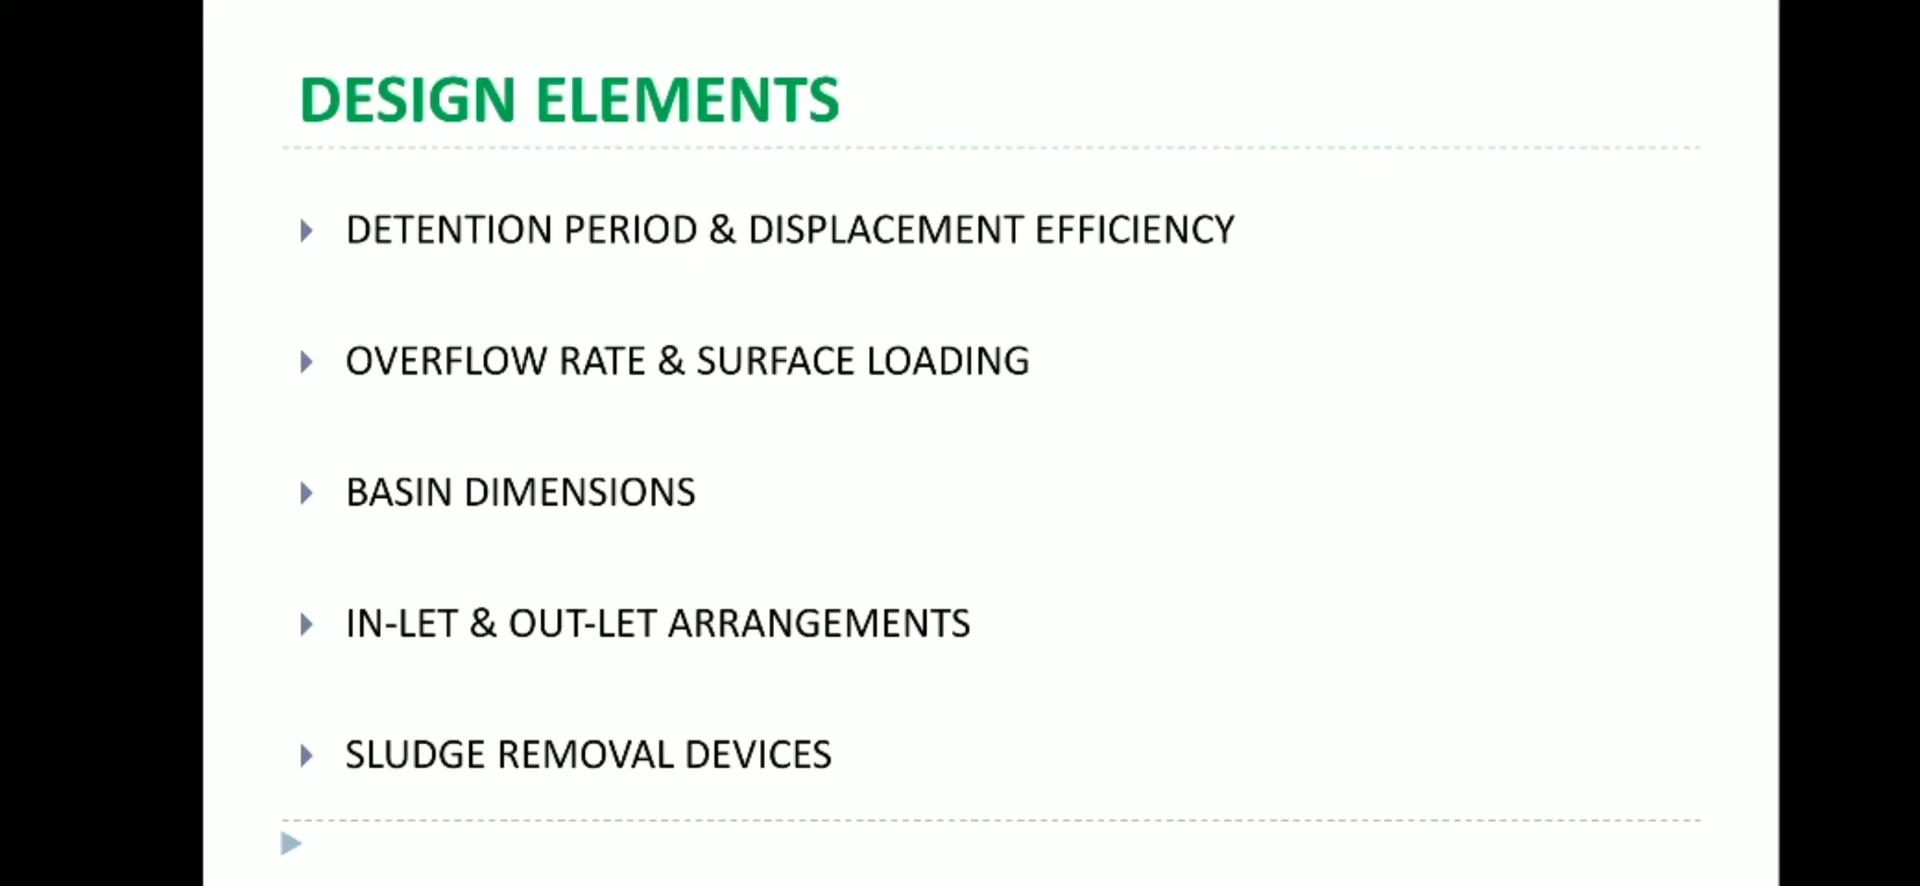 DESIGN ELEMENTS
DETENTION PERIOD & DISPLACEMENT EFFICIENCY
OVERFLOW RATE & SURFACE LOADING
BASIN DIMENSIONS
IN-LET & OUT-LET ARRANGEMENTS
SLUDGE REMOVAL DEVICES